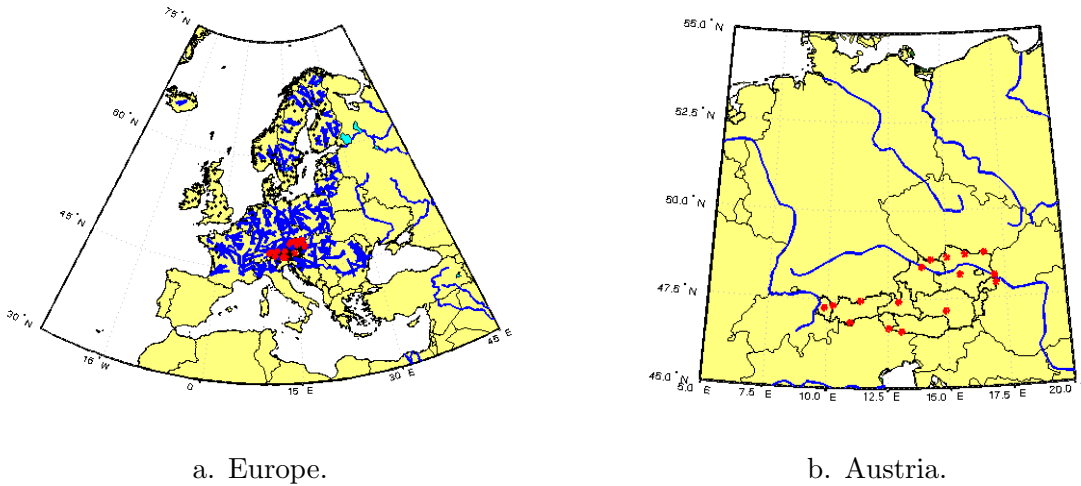 75° N
60° N
45° N
30° N
15° W
0
15° E
30° E
45° E
55.0° N
52.5° N
50.0° N
47.5° N
45.0° N
5.0° E
7.5° E
10.0° E
12.5° E
15.0° E
17.5° E
20.0°
a. Europe.
b. Austria.